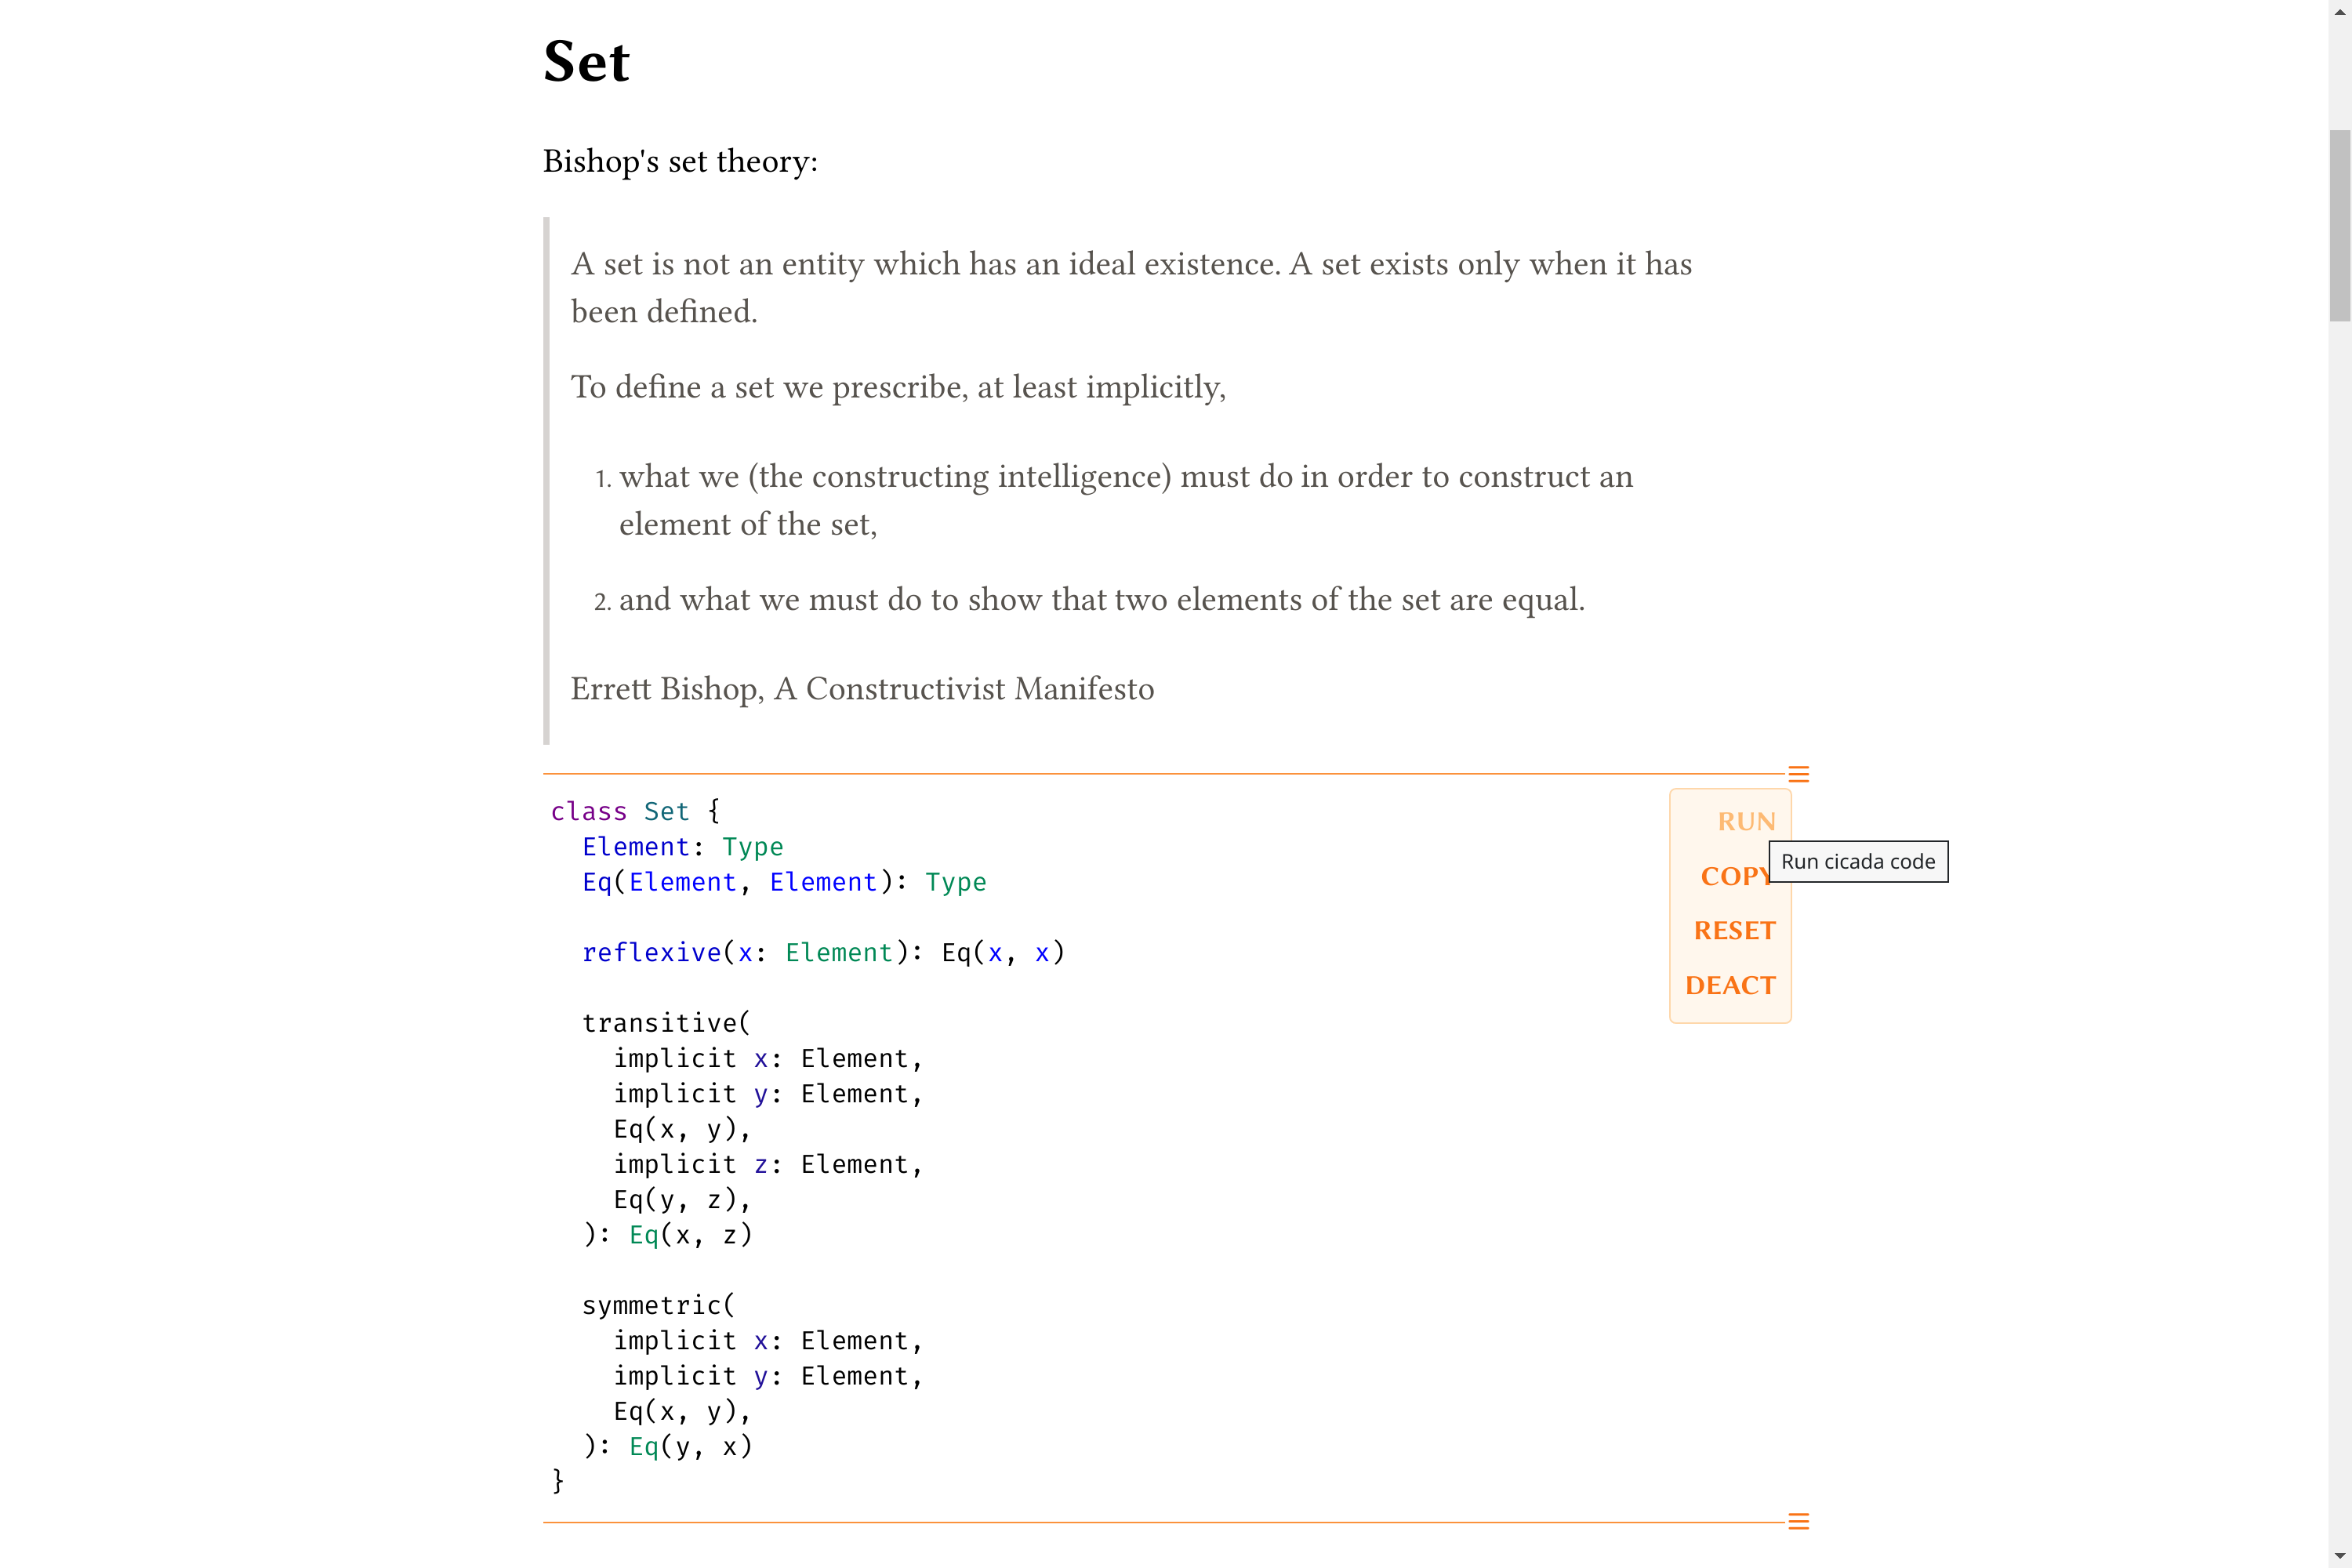 Set
Bishop's set theory:
A set is not an entity which has an ideal existence. A set exists only when it has
been defined.
To define a set we prescribe, at least implicitly,
1. what we (the constructing intelligence) must do in order to construct an
element of the set,
2. and what we must do to show that two elements of the set are equal.
Errett Bishop, A Constructivist Manifesto
class Set {
  Element: Type
  Eq(Element, Element): Type

  reflexive(x: Element): Eq(x, x)

  transitive(
    implicit x: Element,
    implicit y: Element,
    Eq(x, y),
    implicit z: Element,
    Eq(y, z),
  ): Eq(x, z)

  symmetric(
    implicit x: Element,
    implicit y: Element,
    Eq(x, y),
  ): Eq(y, x)
}
RUN
Run cicada code
COPY
RESET
DEACT